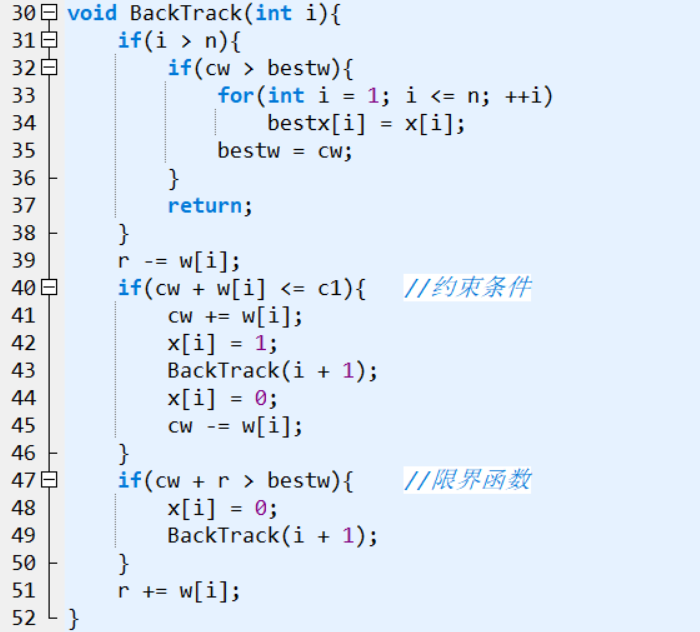 30 void BackTrack(int i){
31     if(i > n){
32         if(cw > bestw){
33             for(int i = 1; i <= n; ++i)
34                 bestx[i] = x[i];
35             bestw = cw;
36         }
37         return;
38     }
39     r -= w[i];
40     if(cw + w[i] <= c1){   //约束条件
41         cw += w[i];
42         x[i] = 1;
43         BackTrack(i + 1);
44         x[i] = 0;
45         cw -= w[i];
46     }
47     if(cw + r > bestw){    //限界函数
48         x[i] = 0;
49         BackTrack(i + 1);
50     }
51     r += w[i];
52 }